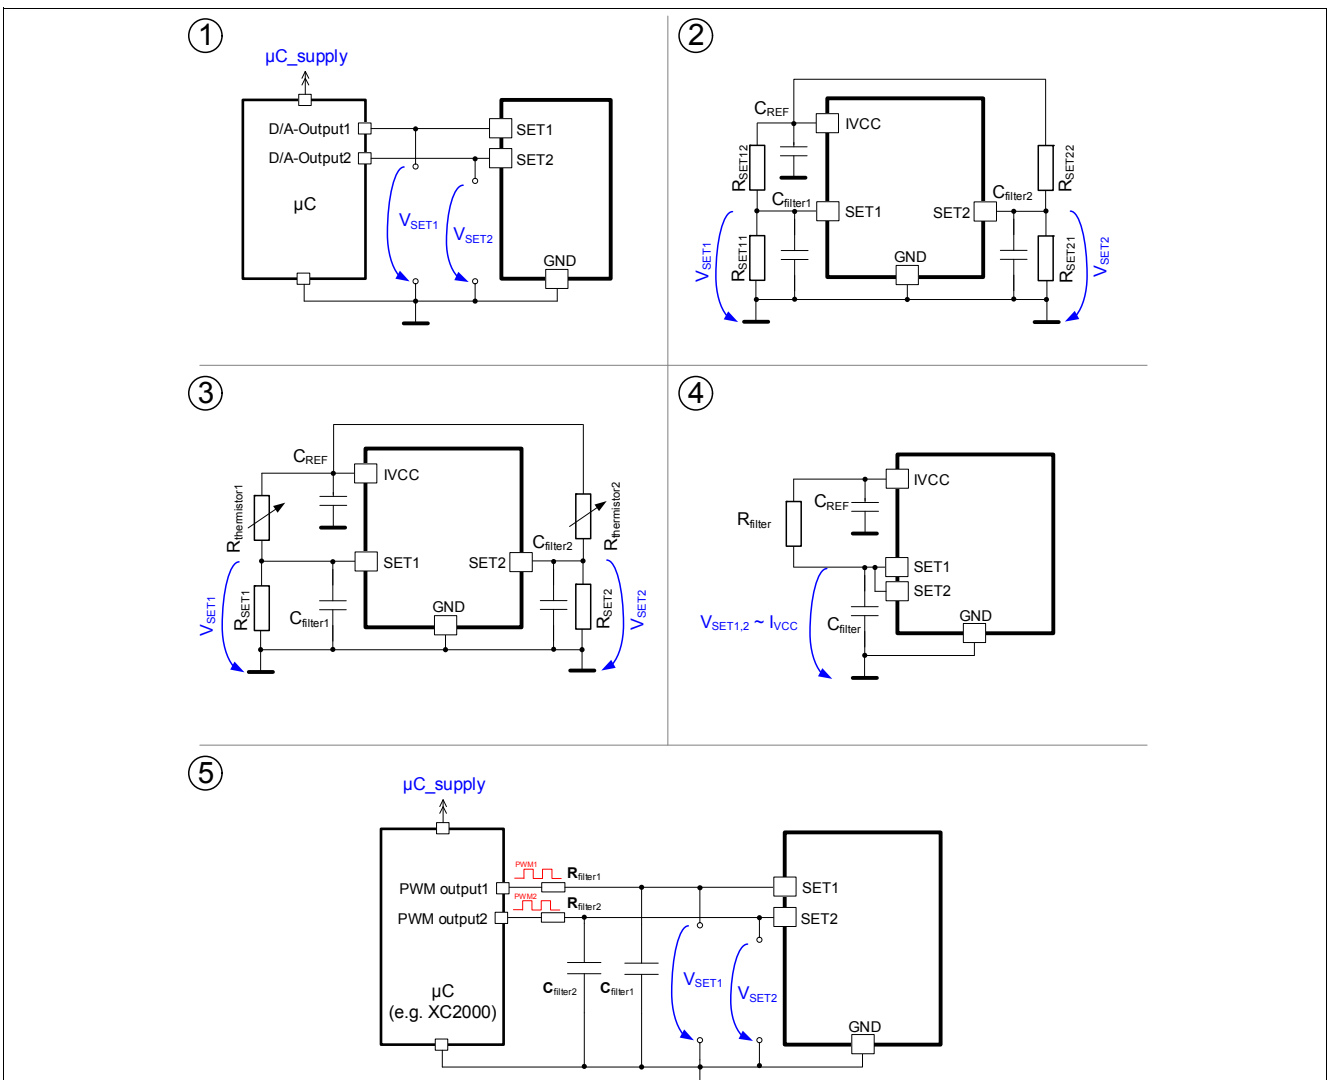 1
µC_supply
D/A-Output1
D/A-Output2
µC
SET1
SET2
VSET1
VSET2
GND
2
CREF
IVCC
RSET12
RSET22
Cfilter1
Cfilter2
SET1
SET2
VSET1
RSET11
GND
RSET21
VSET2
3
CREF
IVCC
Rthermistor1
Rthermistor2
Cfilter2
SET1
SET2
VSET1
RSET1
Cfilter1
GND
RSET2
VSET2
4
IVCC
CREF
Rfilter
SET1
SET2
VSET1,2 ~ IVCC
Cfilter
GND
5
µC_supply
PWM1
Rfilter1
PWM output1
SET1
PWM2
Rfilter2
PWM output2
SET2
µC
(e.g. XC2000)
Cfilter2
Cfilter1
VSET1
VSET2
GND